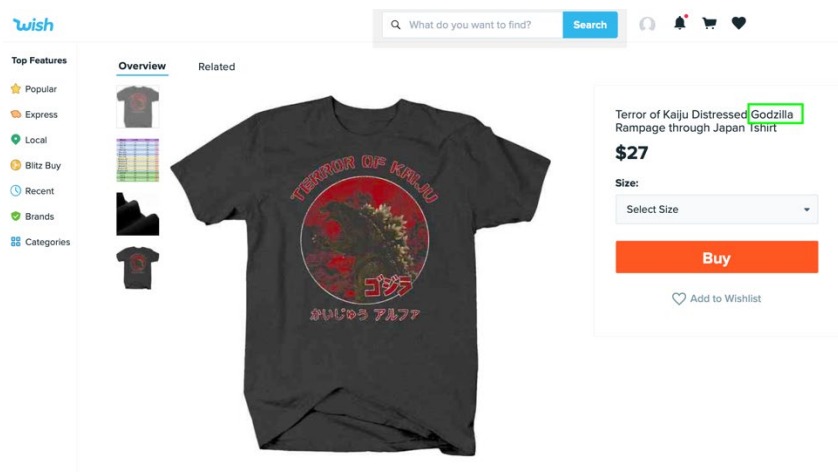 wish
What do you want to find?
Search
Top Features
Popular
Express
Local
Blitz Buy
Recent
Brands
Categories
Overview
Related
TERROR OF KAIJU
ゴジラ
かいじゅう アルファ
Terror of Kaiju Distressed Godzilla
Rampage through Japan Tshirt
$27
Size:
Select Size
Buy
Add to Wishlist